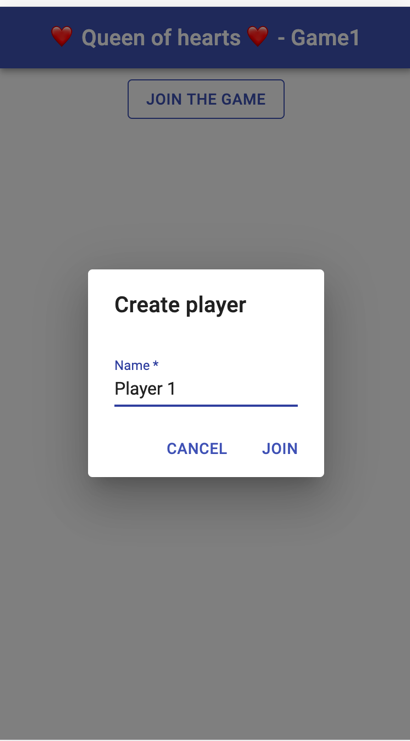 ❤️ Queen of hearts ❤️ - Game1
JOIN THE GAME
Create player
Name *
Player 1
CANCEL JOIN